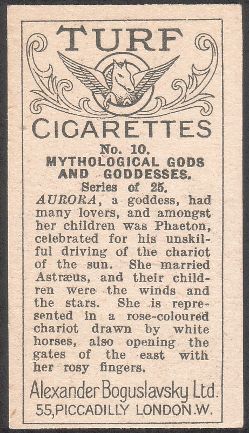 TURF
CIGARETTES
No. 10.
MYTHOLOGICAL GODS
AND GODDESSES.
Series of 25.
AURORA, a goddess, had
many lovers, and amongst
her children was Phaeton,
celebrated for his unskil-
ful driving of the chariot
of the sun. She married
Astræus, and their children
were the winds and
the stars. She is repre-
sented in a rose-coloured
chariot drawn by white
horses, also opening the
gates of the east with
her rosy fingers.
Alexander Boguslavsky Ltd.
55, PICCADILLY LONDON.W.